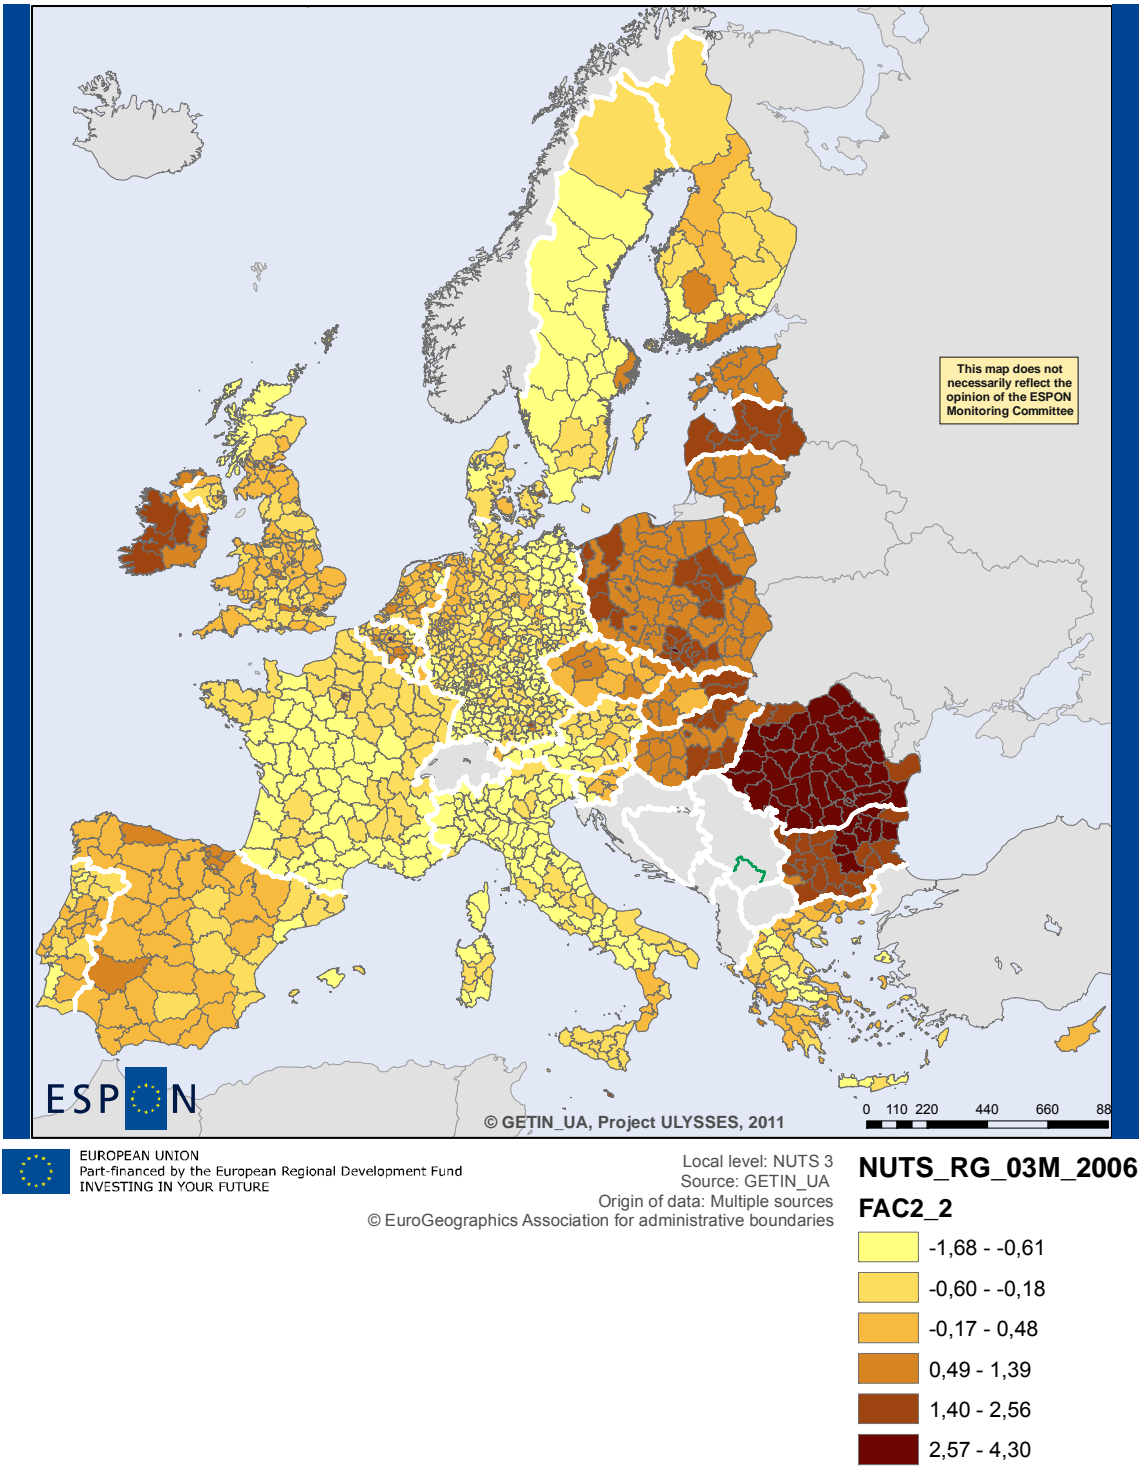 This map does not
necessarily reflect the
opinion of the ESPON
Monitoring Committee
ESPON
© GETIN_UA, Project ULYSSES, 2011
0 110 220 440 660 88
EUROPEAN UNION
Part-financed by the European Regional Development Fund
INVESTING IN YOUR FUTURE
Local level: NUTS 3
Source: GETIN_UA
Origin of data: Multiple sources
© EuroGeographics Association for administrative boundaries
NUTS_RG_03M_2006
FAC2_2
-1,68 - -0,61
-0,60 - -0,18
-0,17 - 0,48
0,49 - 1,39
1,40 - 2,56
2,57 - 4,30